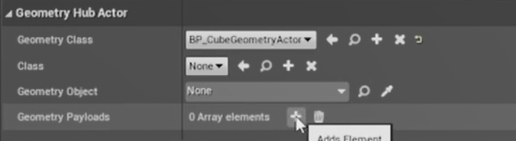 Geometry Hub Actor
Geometry Class BP_CubeGeometryActor
Class None
Geometry Object None
Geometry Payloads 0 Array elements
Adds Element